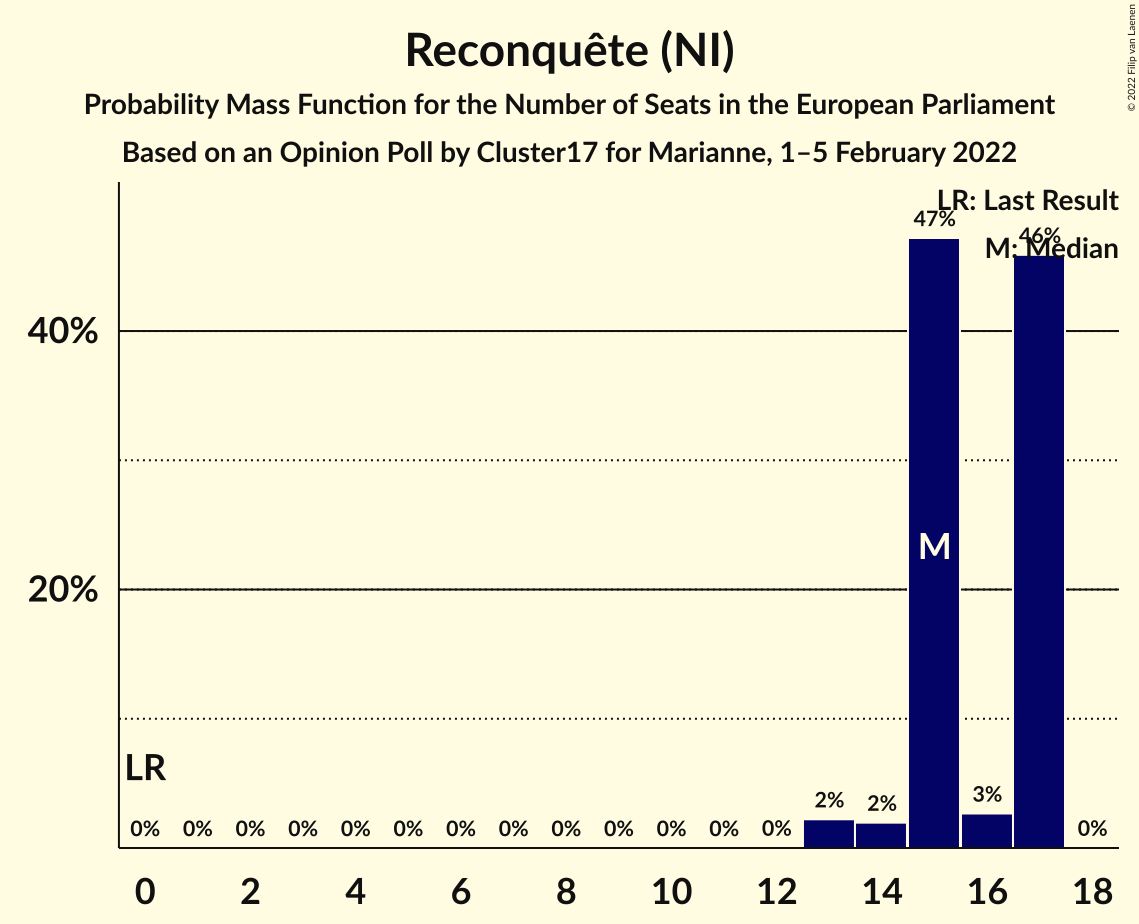 © 2022 Filip van Laenen
Reconquête (NI)
Probability Mass Function for the Number of Seats in the European Parliament
Based on an Opinion Poll by Cluster17 for Marianne, 1–5 February 2022
LR: Last Result
47%
46%
M: Median
40%
M
20%
LR
0% 0% 0% 0% 0% 0% 0% 0% 0% 0% 0% 0% 0% 2% 2% 3% 0%
0 2 4 6 8 10 12 14 16 18